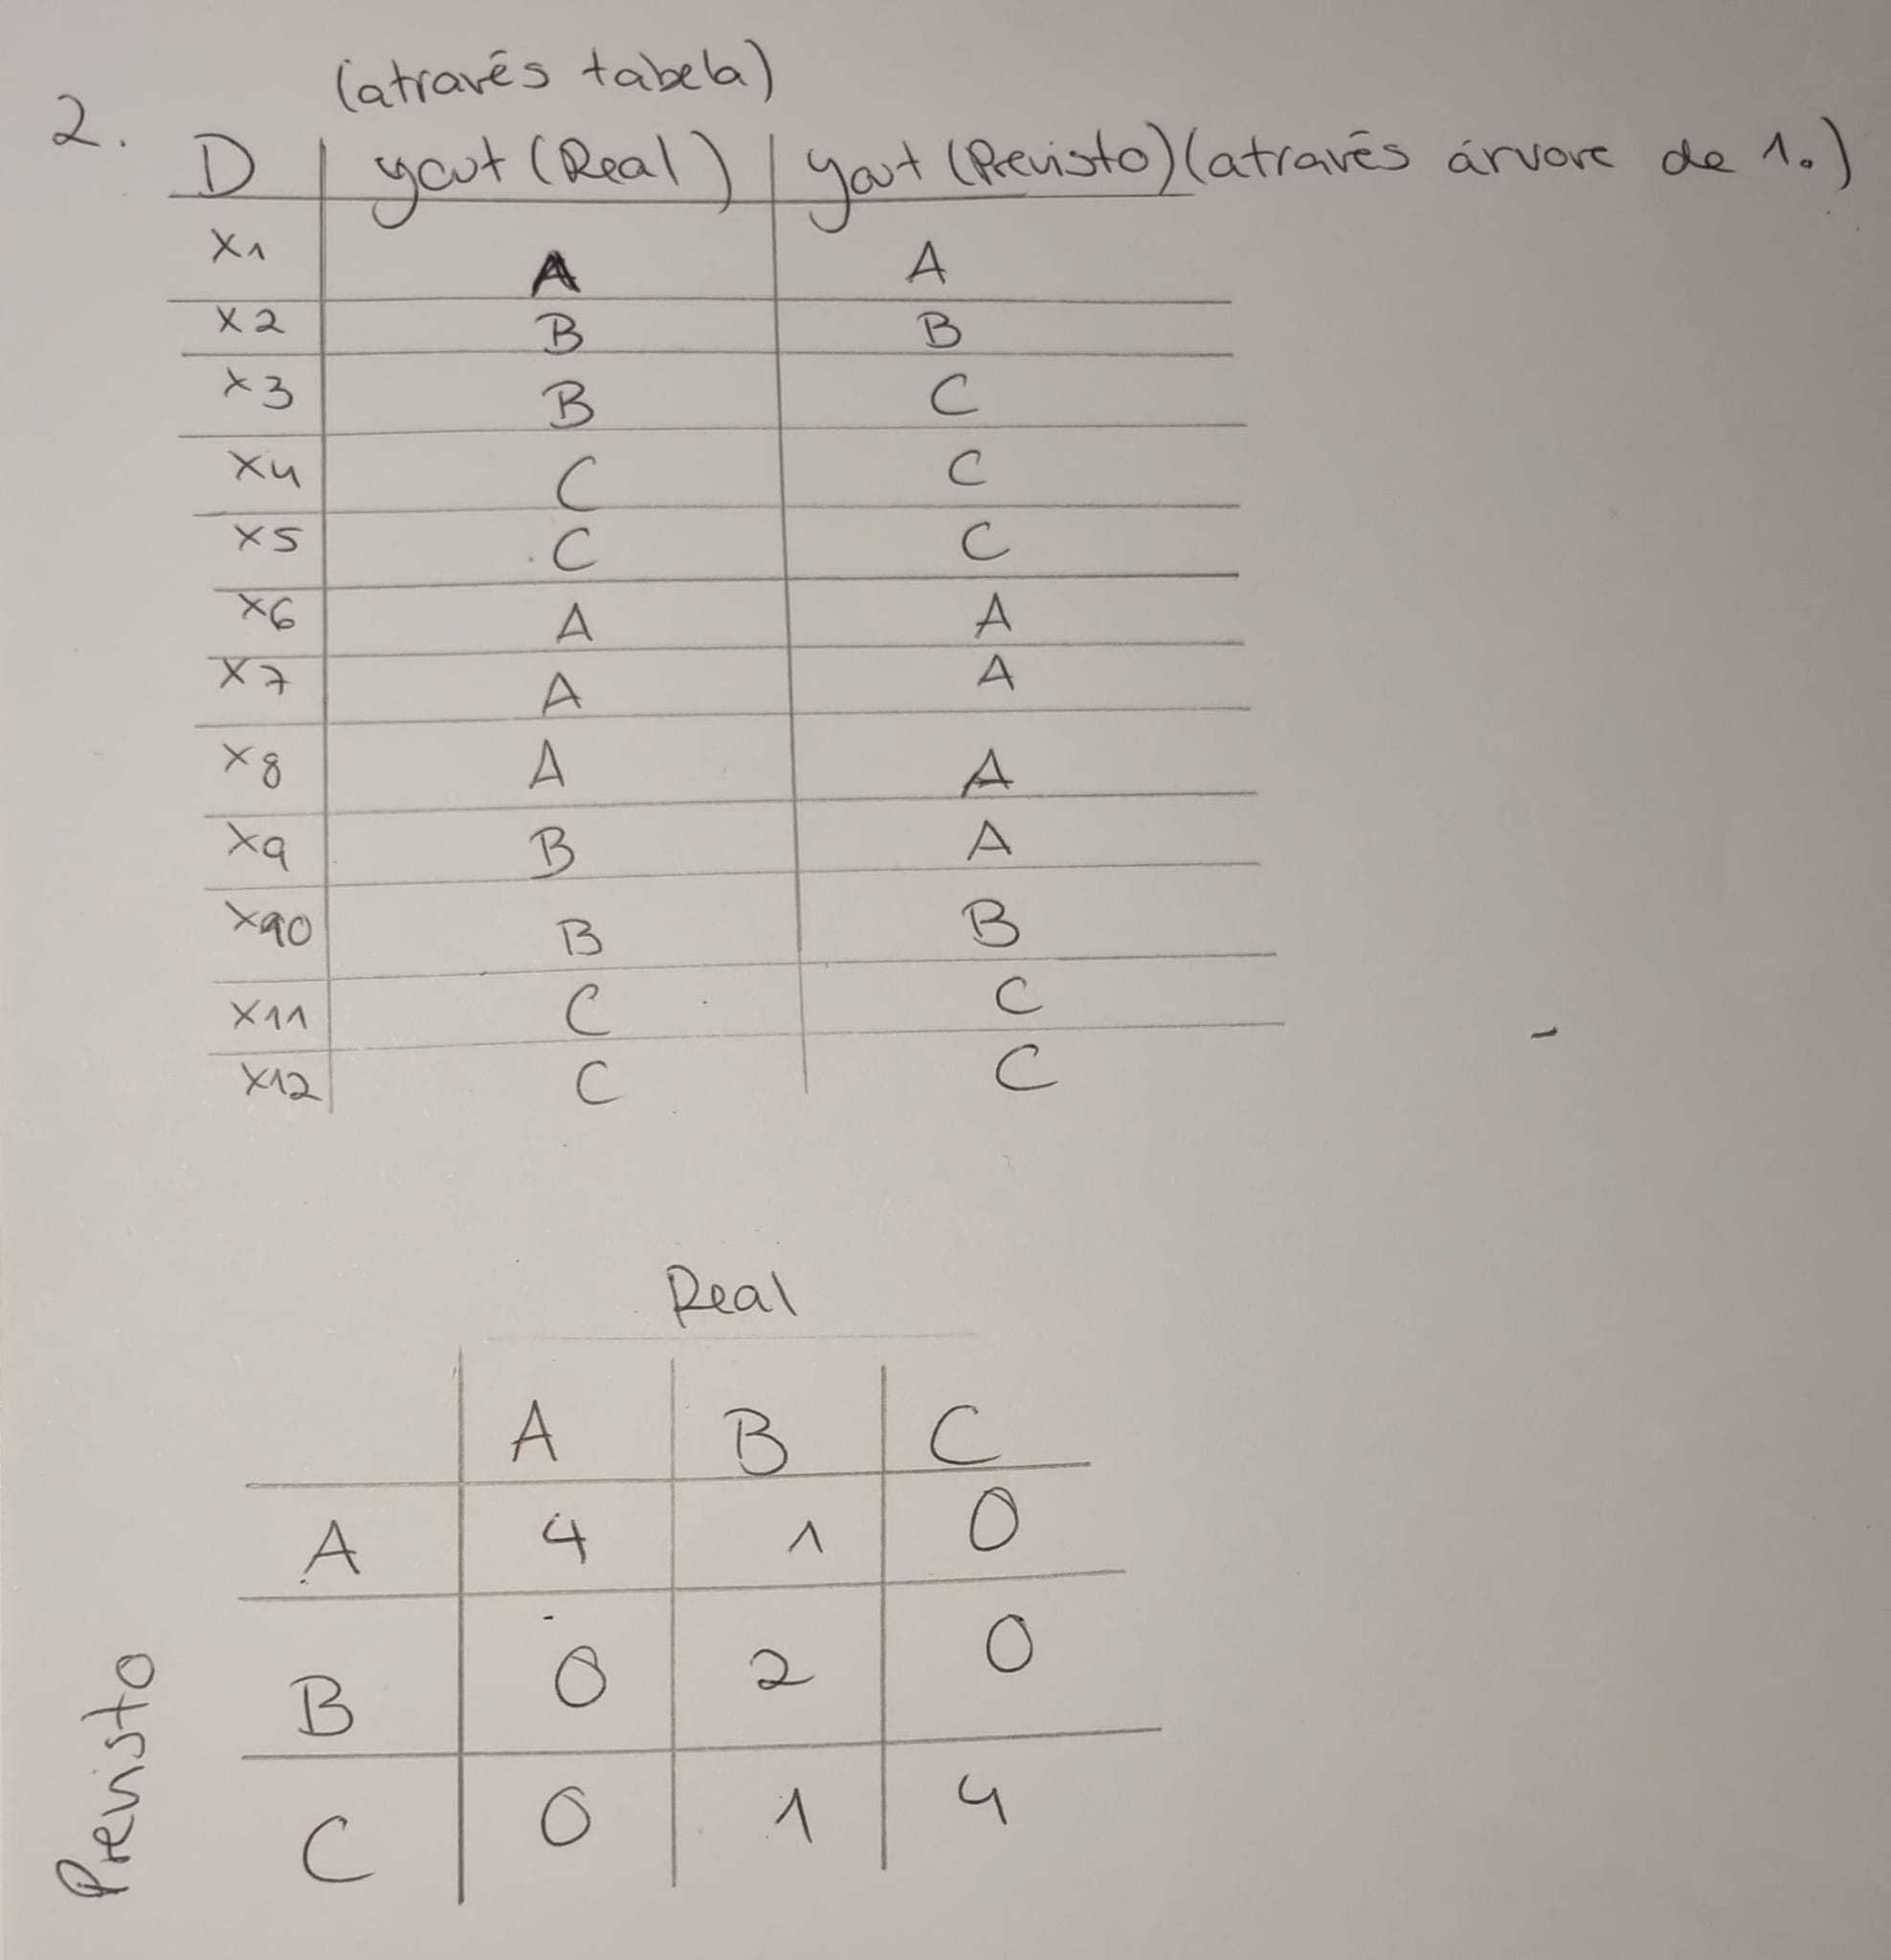 (através tabela)
2. D yout (Real) yout (Previsto) (através árvore de 1.)
x1 A A
x2 B B
x3 B C
x4 C C
x5 C C
x6 A A
x7 A A
x8 A A
x9 B A
x10 B B
x11 C C
x12 C C
Real
A B C
A 4 1 0
B 0 2 0
C 0 1 4
Previsto